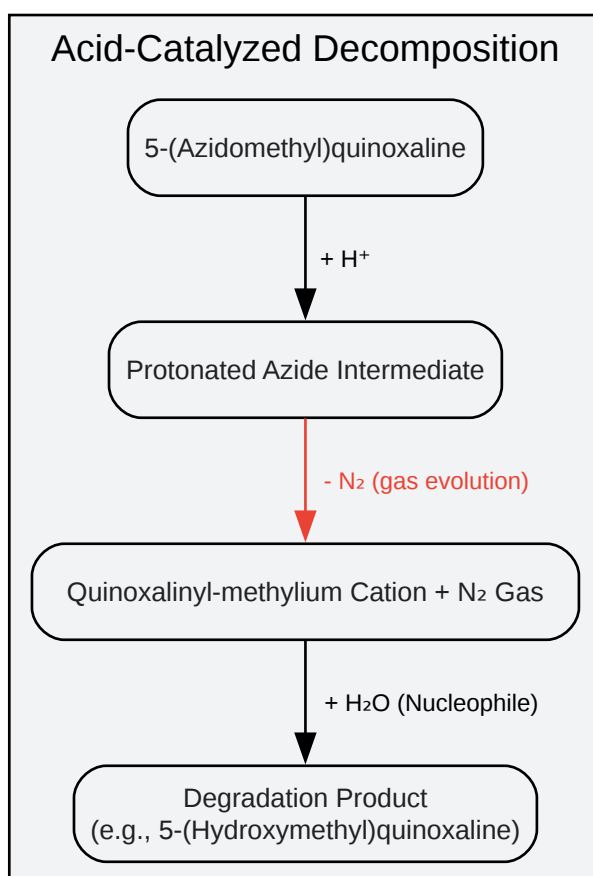 Acid-Catalyzed Decomposition
5-(Azidomethyl)quinoxaline
+ H⁺
Protonated Azide Intermediate
- N₂ (gas evolution)
Quinoxalinyl-methylium Cation + N₂ Gas
+ H₂O (Nucleophile)
Degradation Product
(e.g., 5-(Hydroxymethyl)quinoxaline)